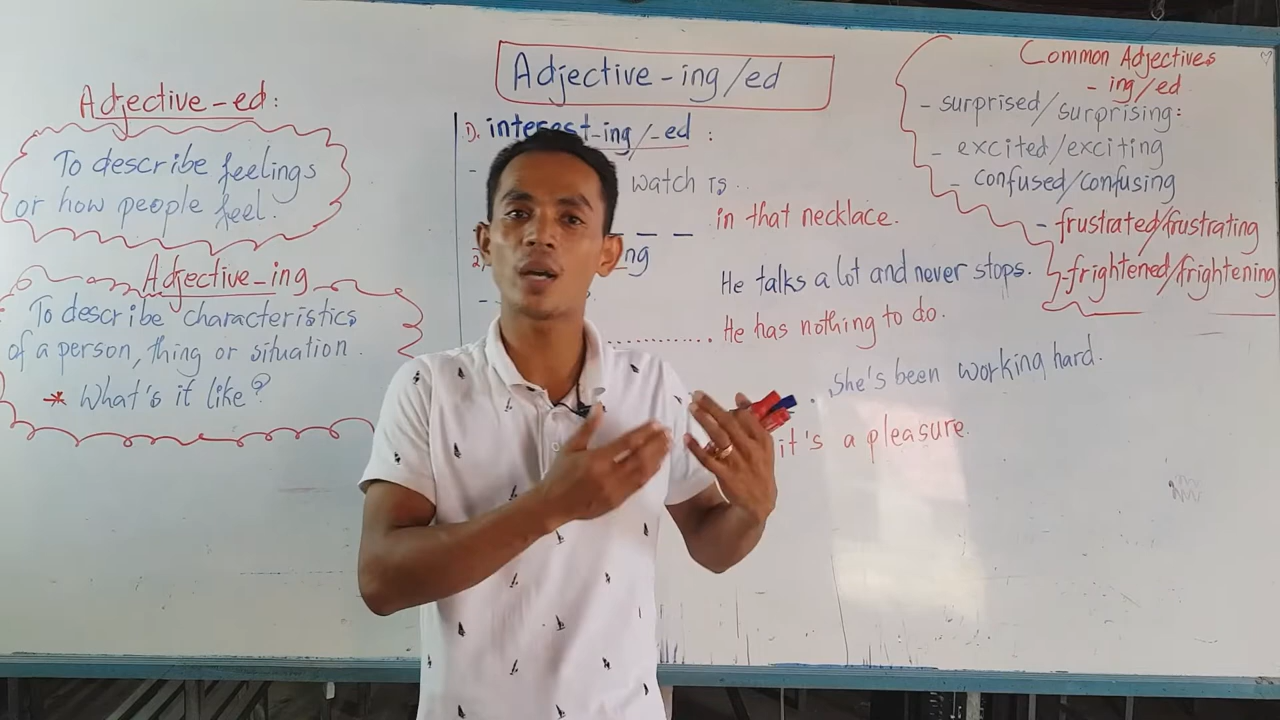 Adjective-ing/ed
Adjective-ed:
To describe feelings
or how people feel.
Adjective-ing
To describe characteristics
of a person, thing or situation.
* What's it like?
1). interest-ing/-ed :
- watch is..
_ _ _ in that necklace.
2) ng
- He talks a lot and never stops.
............. He has nothing to do.
. She's been working hard.
it's a pleasure.
Common Adjectives
- ing/ed
- surprised/surprising:
- excited/exciting
- confused/confusing
- frustrated/frustrating
- frightened/frightening